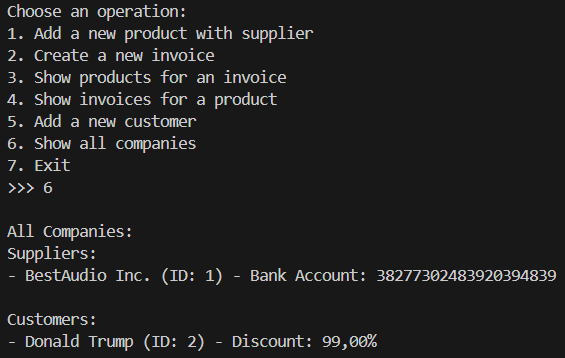 Choose an operation:
1. Add a new product with supplier
2. Create a new invoice
3. Show products for an invoice
4. Show invoices for a product
5. Add a new customer
6. Show all companies
7. Exit
>>> 6
All Companies:
Suppliers:
- BestAudio Inc. (ID: 1) - Bank Account: 38277302483920394839
Customers:
- Donald Trump (ID: 2) - Discount: 99,00%